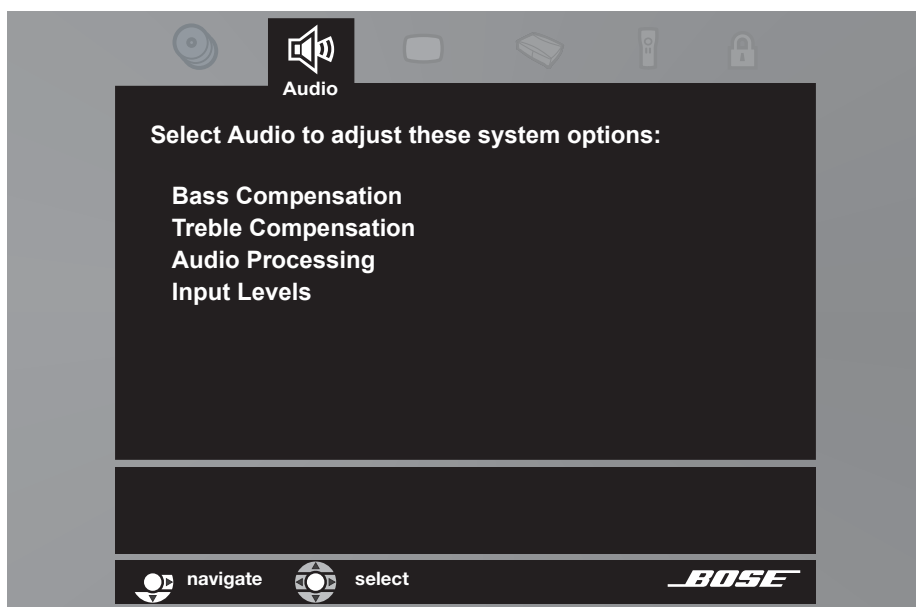 Audio
Select Audio to adjust these system options:
Bass Compensation
Treble Compensation
Audio Processing
Input Levels
navigate select BOSE